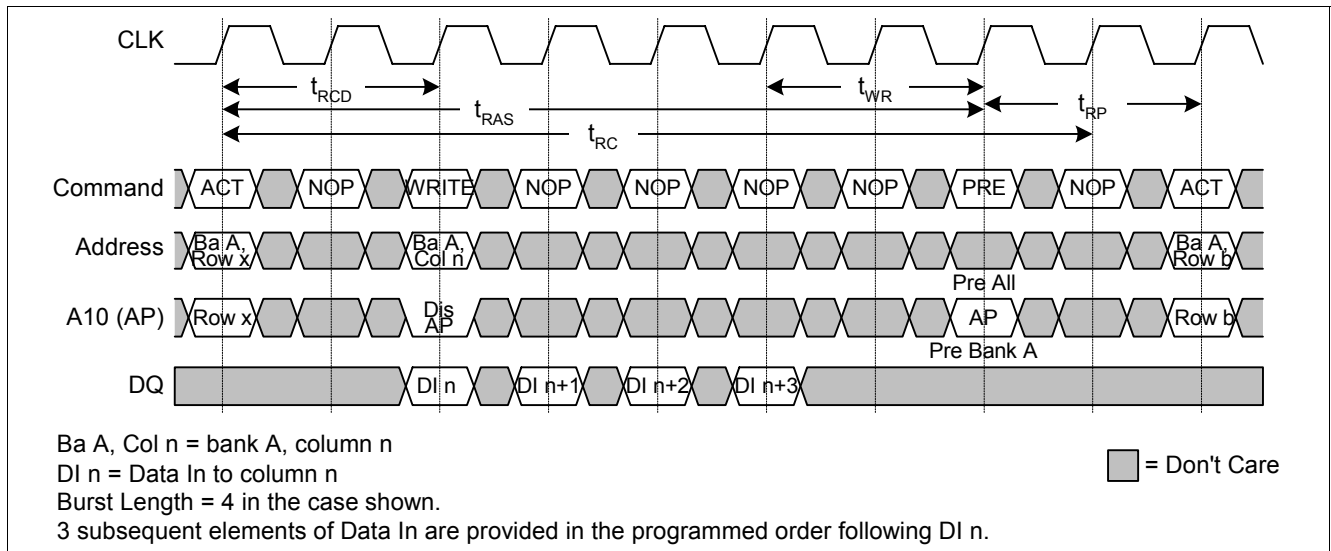 CLK
tRCD
tWR
tRAS
tRP
tRC
Command ACT NOP WRITE NOP NOP NOP NOP PRE NOP ACT
Address Ba A, Row x Ba A, Col n Ba A, Row b
Pre All
A10 (AP) Row x Dis AP AP Row b
Pre Bank A
DQ DI n DI n+1 DI n+2 DI n+3
Ba A, Col n = bank A, column n
DI n = Data In to column n
= Don't Care
Burst Length = 4 in the case shown.
3 subsequent elements of Data In are provided in the programmed order following DI n.